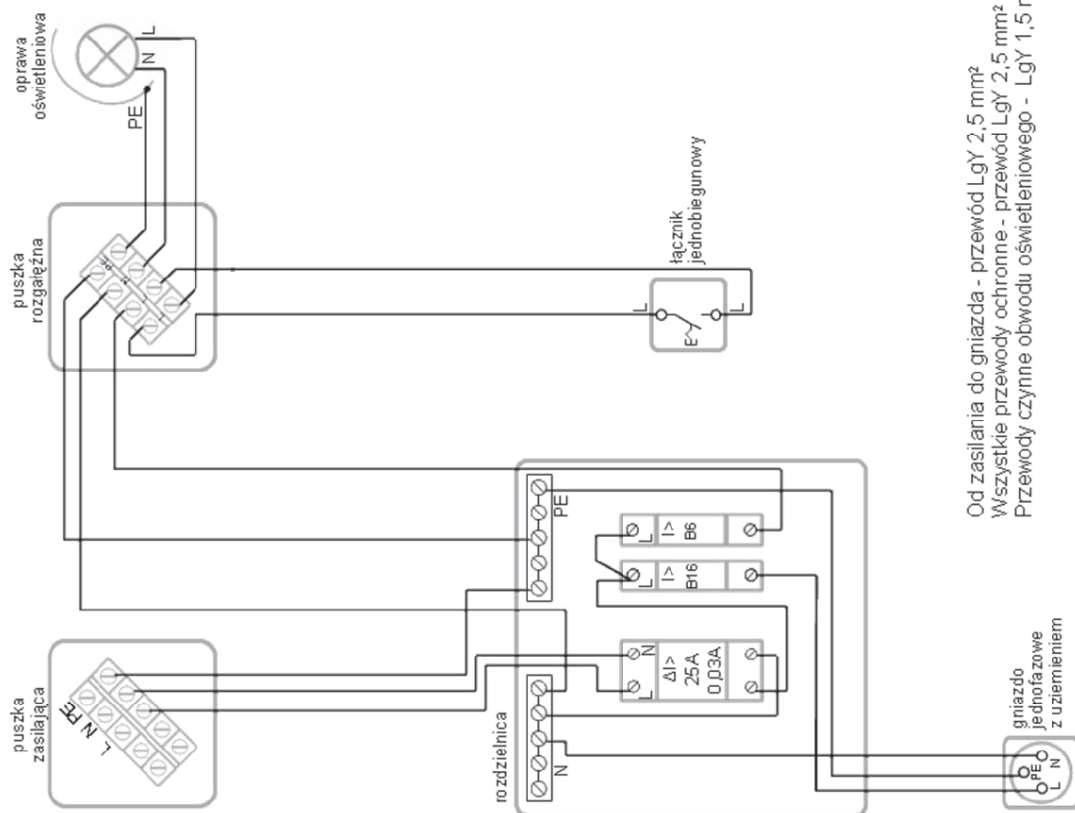 puszka
zasilająca
puszka
rozgałęźna
oprawa
oświetleniowa
L N PE
PE
N
L
PE
L
N
rozdzielnica
N
PE
L
N
ΔI>
25A
0,03A
L
I>
B16
L
I>
B6
L
E
L
łącznik
jednobiegunowy
gniazdo
jednofazowe
z uziemieniem
L
PE
N
Od zasilania do gniazda - przewód LgY 2,5 mm²
Wszystkie przewody ochronne - przewód LgY 2,5 mm²
Przewody czynne obwodu oświetleniowego - LgY 1,5